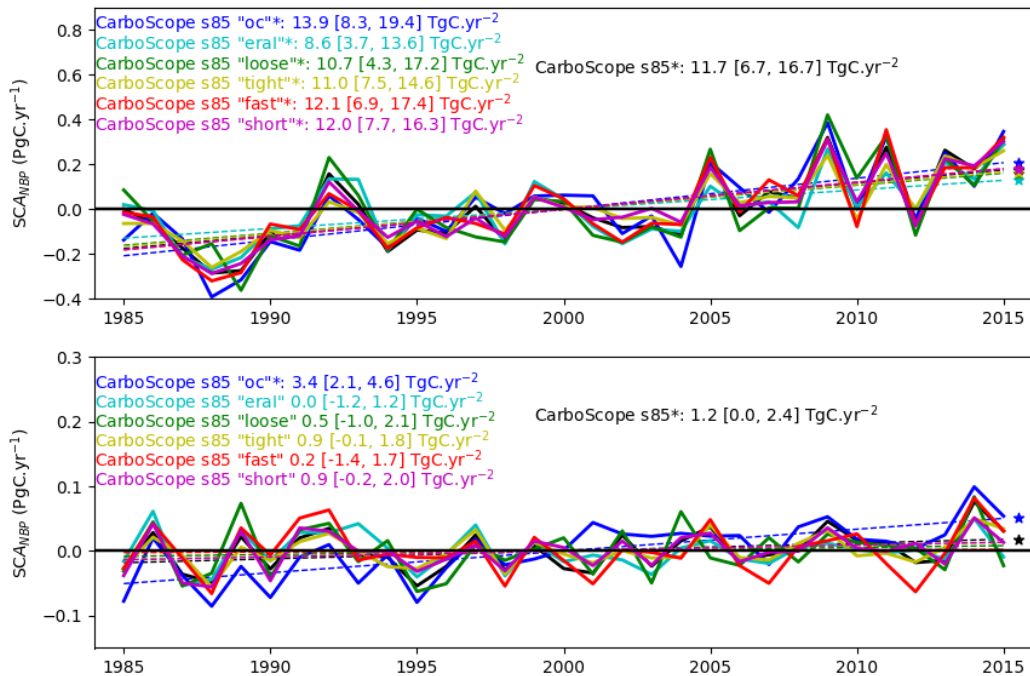 CarboScope s85 "oc"*: 13.9 [8.3, 19.4] TgC.yr⁻²
CarboScope s85 "eraI"*: 8.6 [3.7, 13.6] TgC.yr⁻²
CarboScope s85 "loose"*: 10.7 [4.3, 17.2] TgC.yr⁻²
CarboScope s85*: 11.7 [6.7, 16.7] TgC.yr⁻²
CarboScope s85 "tight"*: 11.0 [7.5, 14.6] TgC.yr⁻²
CarboScope s85 "fast"*: 12.1 [6.9, 17.4] TgC.yr⁻²
CarboScope s85 "short"*: 12.0 [7.7, 16.3] TgC.yr⁻²
SCA_NBP (PgC.yr⁻¹)
0.8
0.6
0.4
0.2
0.0
−0.2
−0.4
1985 1990 1995 2000 2005 2010 2015
CarboScope s85 "oc"*: 3.4 [2.1, 4.6] TgC.yr⁻²
CarboScope s85 "eraI" 0.0 [-1.2, 1.2] TgC.yr⁻²
CarboScope s85 "loose" 0.5 [-1.0, 2.1] TgC.yr⁻²
CarboScope s85*: 1.2 [0.0, 2.4] TgC.yr⁻²
CarboScope s85 "tight" 0.9 [-0.1, 1.8] TgC.yr⁻²
CarboScope s85 "fast" 0.2 [-1.4, 1.7] TgC.yr⁻²
CarboScope s85 "short" 0.9 [-0.2, 2.0] TgC.yr⁻²
SCA_NBP (PgC.yr⁻¹)
0.3
0.2
0.1
0.0
−0.1
1985 1990 1995 2000 2005 2010 2015